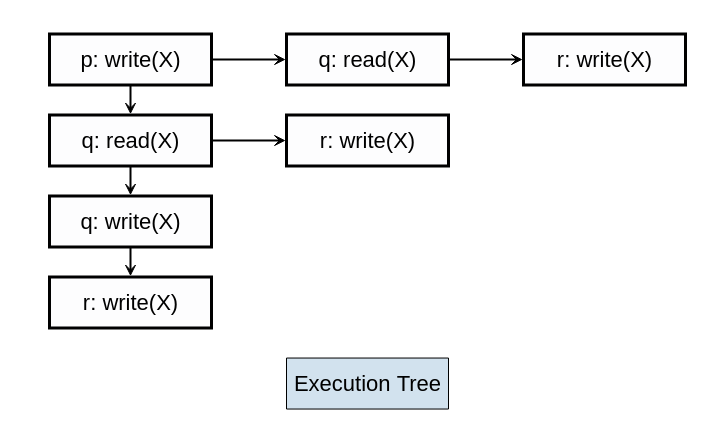 p: write(X)
q: read(X)
r: write(X)
q: read(X)
r: write(X)
q: write(X)
r: write(X)
Execution Tree